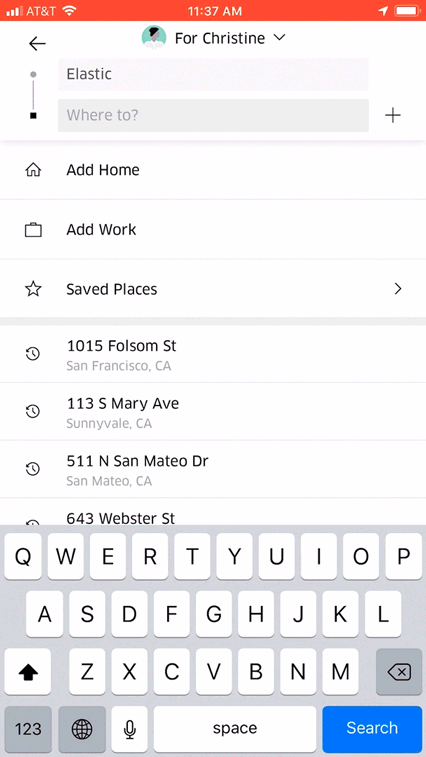 AT&T 11:37 AM
For Christine
Elastic
Where to?
Add Home
Add Work
Saved Places
1015 Folsom St
San Francisco, CA
113 S Mary Ave
Sunnyvale, CA
511 N San Mateo Dr
San Mateo, CA
643 Webster St
Q W E R T Y U I O P
A S D F G H J K L
Z X C V B N M
123 space Search